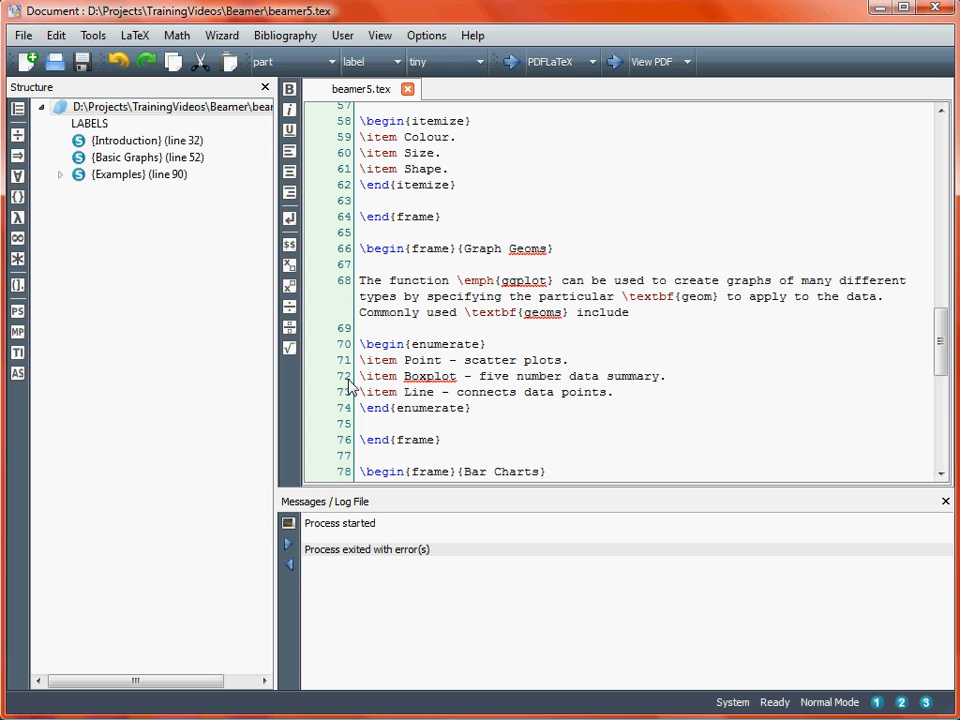 Document : D:\Projects\TrainingVideos\Beamer\beamer5.tex
File Edit Tools LaTeX Math Wizard Bibliography User View Options Help
part label tiny PDFLaTeX View PDF
Structure
D:\Projects\TrainingVideos\Beamer\bear
LABELS
{Introduction} (line 32)
{Basic Graphs} (line 52)
{Examples} (line 90)
PS
MP
TI
AS
beamer5.tex
B
i
U
57
58 \begin{itemize}
59 \item Colour.
60 \item Size.
61 \item Shape.
62 \end{itemize}
63
64 \end{frame}
65
66 \begin{frame}{Graph Geoms}
67
68 The function \emph{ggplot} can be used to create graphs of many different
types by specifying the particular \textbf{geom} to apply to the data.
Commonly used \textbf{geoms} include
69
70 \begin{enumerate}
71 \item Point - scatter plots.
72 \item Boxplot - five number data summary.
73 \item Line - connects data points.
74 \end{enumerate}
75
76 \end{frame}
77
78 \begin{frame}{Bar Charts}
Messages / Log File
Process started
Process exited with error(s)
System Ready Normal Mode 1 2 3